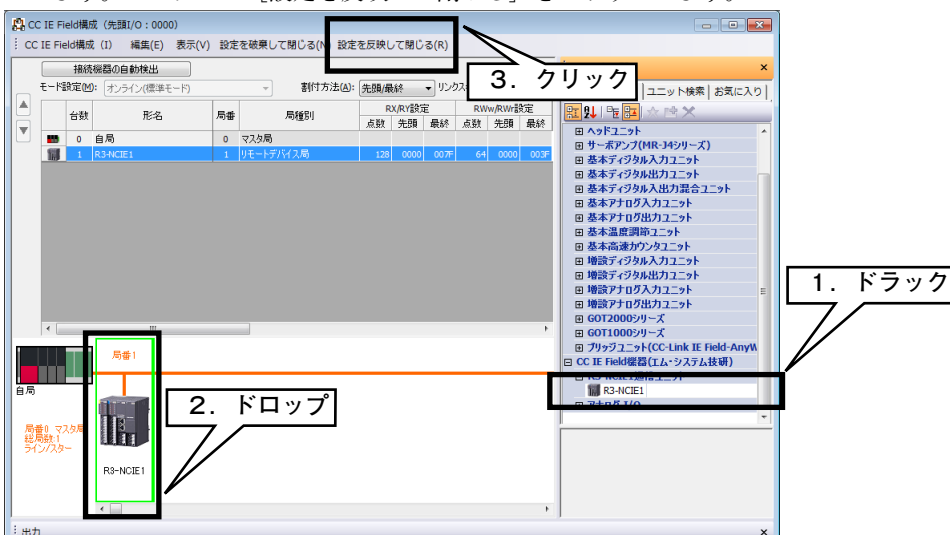 CC IE Field構成 (先頭I/O : 0000)
CC IE Field構成 (I) 編集(E) 表示(V) 設定を破棄して閉じる(N) 設定を反映して閉じる(R)
接続機器の自動検出
モード設定(M): オンライン(標準モード) 割付方法(A): 先頭/最終
3. クリック
ユニット検索 お気に入り
台数 形名 局番 局種別 RX/RY設定 RWw/RWr設定
点数 先頭 最終 点数 先頭 最終
0 自局 0 マスタ局
1 R3-NCIE1 1 リモートデバイス局 128 0000 007F 64 0000 003F
ヘッドユニット
サーボアンプ(MR-J4シリーズ)
基本ディジタル入力ユニット
基本ディジタル出力ユニット
基本ディジタル入出力混合ユニット
基本アナログ入力ユニット
基本アナログ出力ユニット
基本温度調節ユニット
基本高速カウンタユニット
増設ディジタル入力ユニット
増設ディジタル出力ユニット
増設アナログ入力ユニット
増設アナログ出力ユニット
GOT2000シリーズ
GOT1000シリーズ
ブリッジユニット(CC-Link IE Field-AnyW
CC IE Field機器(エム・システム技研)
R3-NCIE1
1. ドラック
局番1
自局
2. ドロップ
局番0 マスタ局
総局数1
ライン/スター
R3-NCIE1
出力